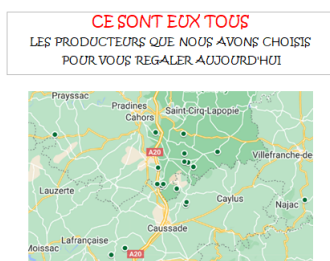 CE SONT EUX TOUS
LES PRODUCTEURS QUE NOUS AVONS CHOISIS
POUR VOUS REGALER AUJOURD'HUI
Prayssac
Pradines
Cahors
Saint-Cirq-Lapopie
A20
Villefranche-de-
Lauzerte
Caylus
Najac
Caussade
Lafrançaise
A20
Moissac